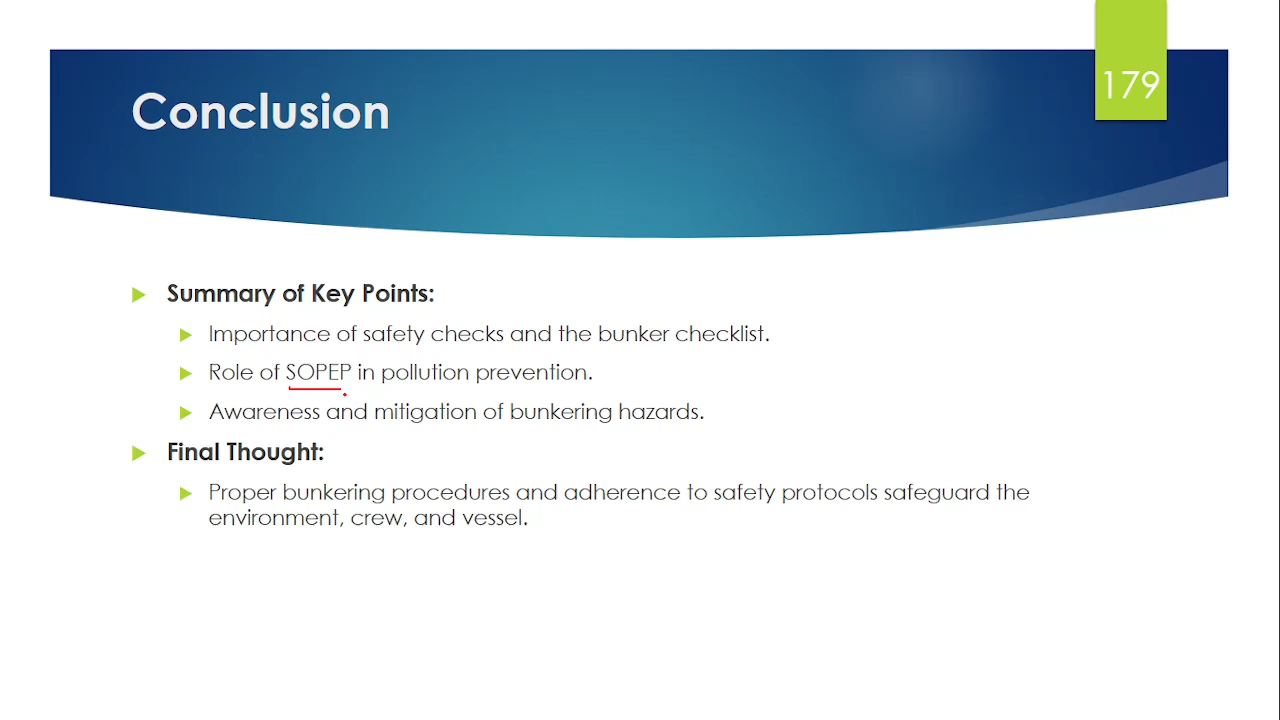 179
Conclusion
Summary of Key Points:
Importance of safety checks and the bunker checklist.
Role of SOPEP in pollution prevention.
Awareness and mitigation of bunkering hazards.
Final Thought:
Proper bunkering procedures and adherence to safety protocols safeguard the
environment, crew, and vessel.